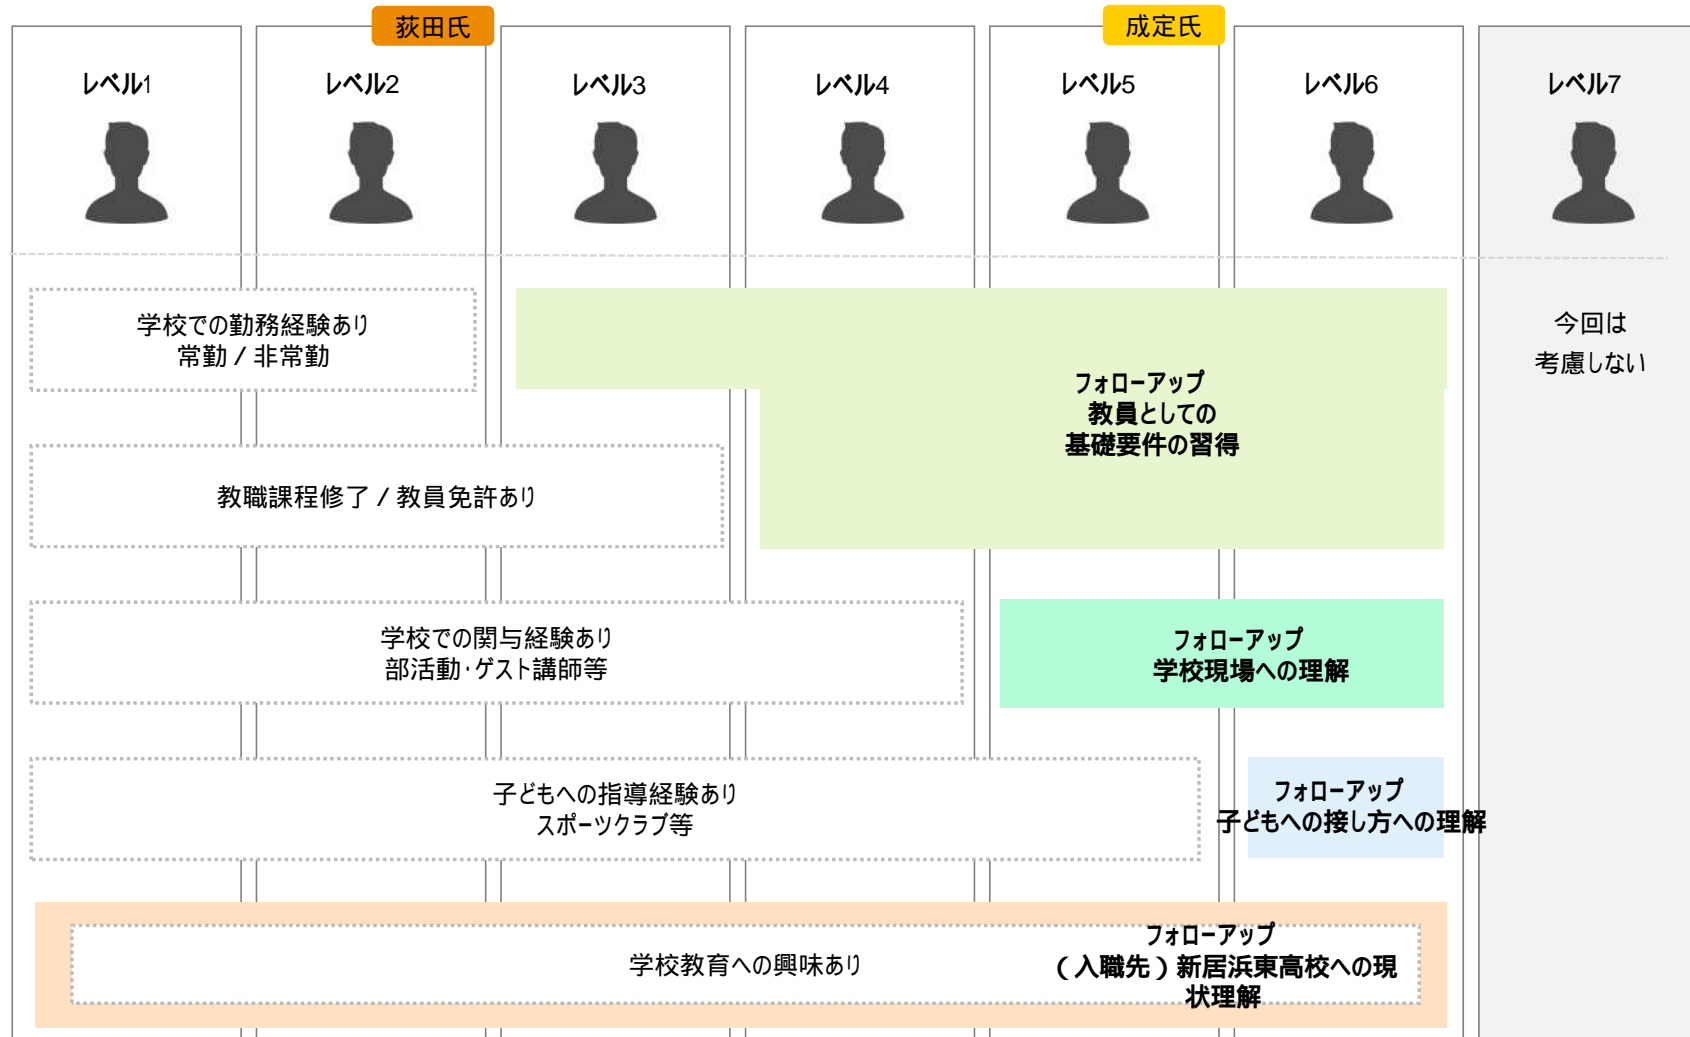 荻田氏
成定氏
レベル1
レベル2
レベル3
レベル4
レベル5
レベル6
レベル7
学校での勤務経験あり
常勤 / 非常勤
今回は
考慮しない
フォローアップ
教員としての
基礎要件の習得
教職課程修了 / 教員免許あり
学校での関与経験あり
部活動・ゲスト講師等
フォローアップ
学校現場への理解
子どもへの指導経験あり
スポーツクラブ等
フォローアップ
子どもへの接し方への理解
学校教育への興味あり
フォローアップ
(入職先)新居浜東高校への現
状理解